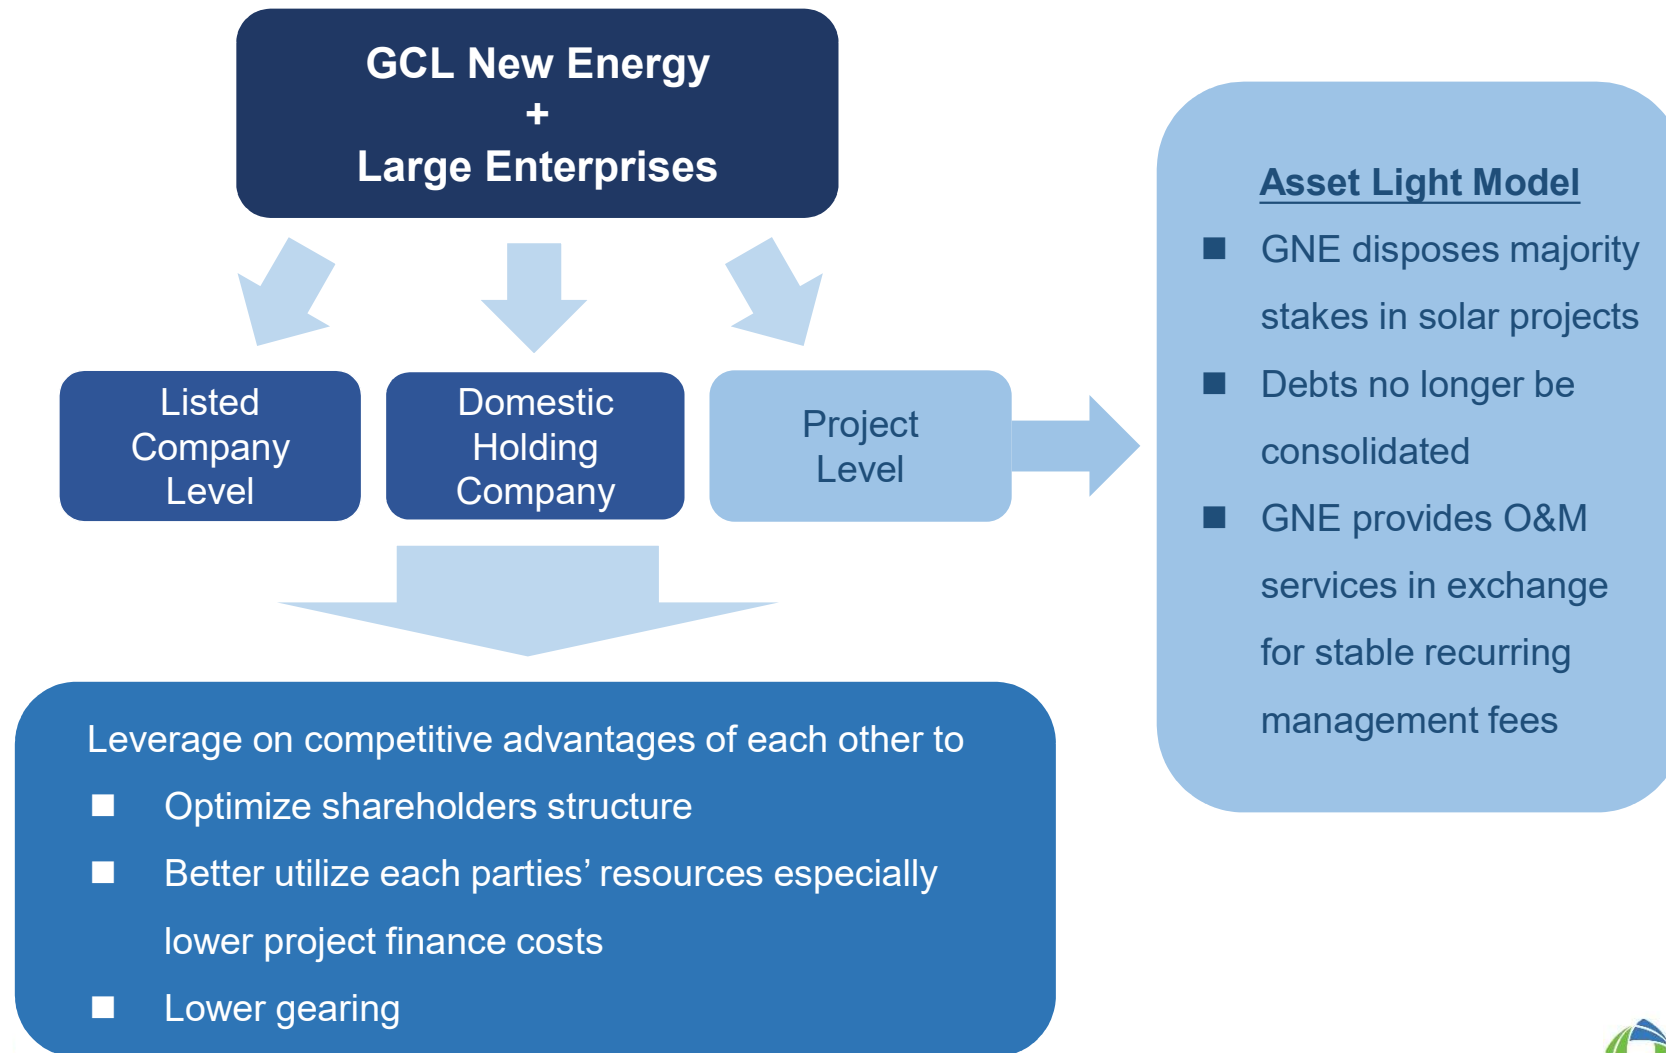 GCL New Energy
+
Large Enterprises
Listed
Company
Level
Domestic
Holding
Company
Project
Level
Asset Light Model
■ GNE disposes majority
stakes in solar projects
■ Debts no longer be
consolidated
■ GNE provides O&M
services in exchange
for stable recurring
management fees
Leverage on competitive advantages of each other to
■ Optimize shareholders structure
■ Better utilize each parties’ resources especially
lower project finance costs
■ Lower gearing